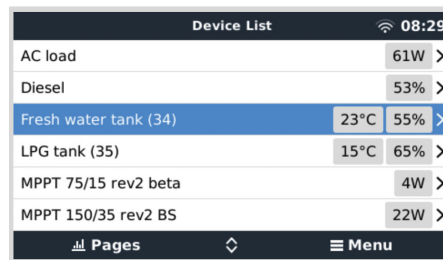 Device List 08:29
AC load 61W
Diesel 53%
Fresh water tank (34) 23°C 55%
LPG tank (35) 15°C 65%
MPPT 75/15 rev2 beta 4W
MPPT 150/35 rev2 BS 22W
Pages Menu